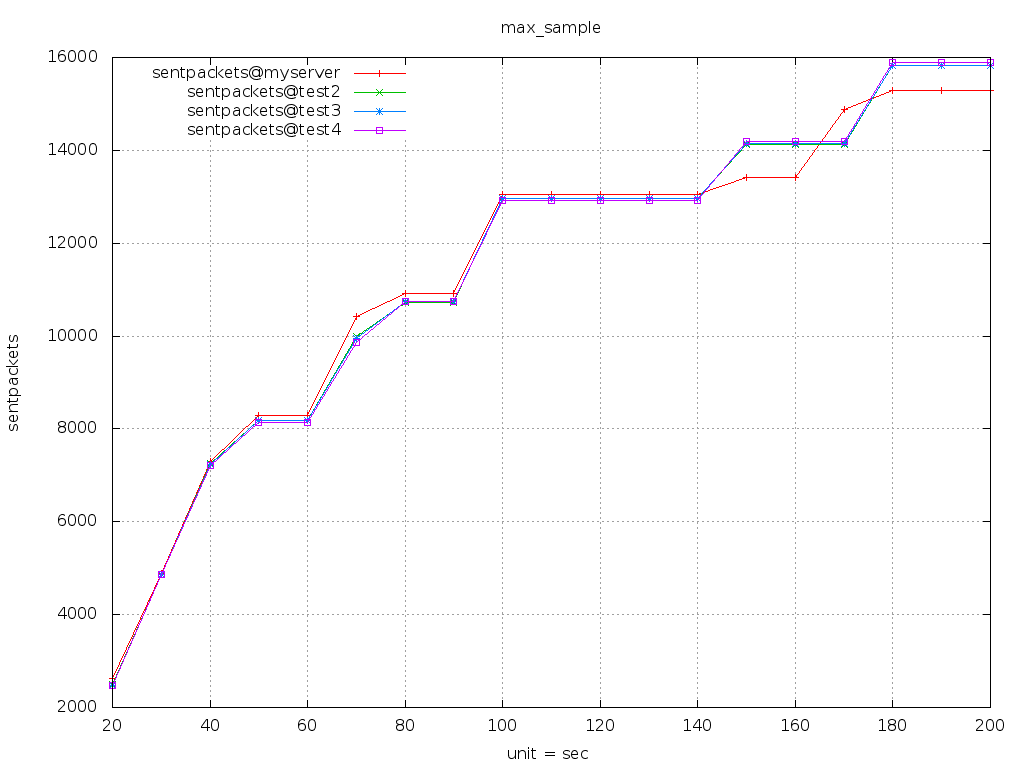 max_sample
16000
14000
12000
10000
8000
6000
4000
2000
sentpackets
sentpackets@myserver
sentpackets@test2
sentpackets@test3
sentpackets@test4
20 40 60 80 100 120 140 160 180 200
unit = sec